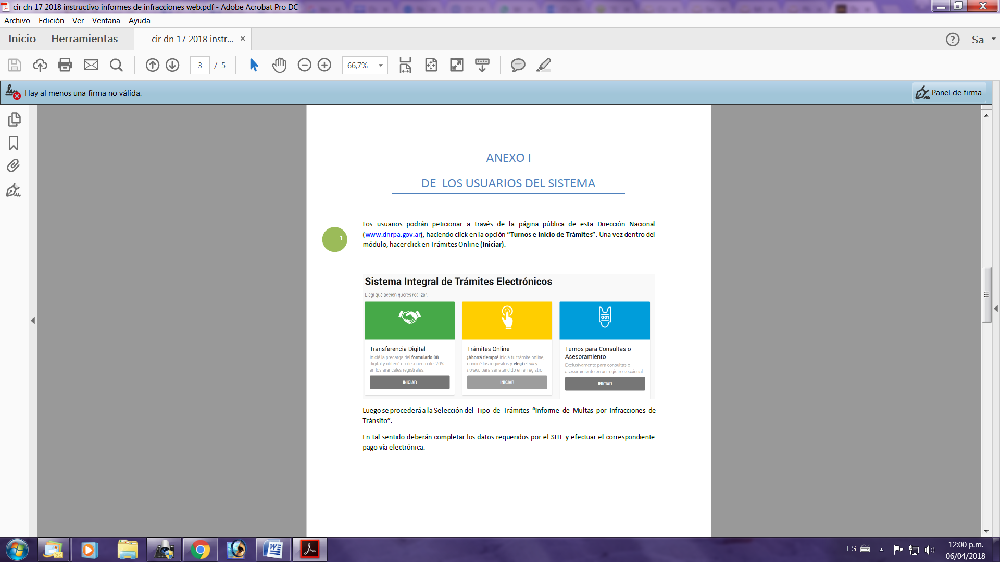 cir dn 17 2018 instructivo informes de infracciones web.pdf - Adobe Acrobat Pro DC
Archivo Edición Ver Ventana Ayuda
Inicio Herramientas cir dn 17 2018 instr... × Sa
3 / 5 66,7%
Hay al menos una firma no válida. Panel de firma
ANEXO I
DE LOS USUARIOS DEL SISTEMA
1
Los usuarios podrán peticionar a través de la página pública de esta Dirección Nacional
(www.dnrpa.gov.ar), haciendo click en la opción “Turnos e Inicio de Trámites”. Una vez dentro del
módulo, hacer click en Trámites Online (Iniciar).
Sistema Integral de Trámites Electrónicos
Elegí qué acción querés realizar.
Transferencia Digital
Iniciá la precarga del formulario 08
digital y obtené un descuento del 20%
en los aranceles registrales.
INICIAR
Trámites Online
¡Ahorrá tiempo! Iniciá tu trámite online,
conocé los requisitos y elegí el día y
horario para ser atendido en el registro.
INICIAR
001
Turnos para Consultas o
Asesoramiento
Exclusivamente para consultas o
asesoramiento en un registro seccional
INICIAR
Luego se procederá a la Selección del Tipo de Trámites “Informe de Multas por Infracciones de
Tránsito”.
En tal sentido deberán completar los datos requeridos por el SITE y efectuar el correspondiente
pago vía electrónica.
ES
12:00 p.m.
06/04/2018